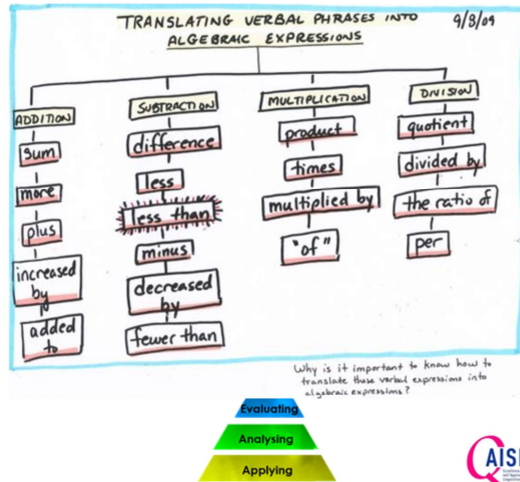 TRANSLATING VERBAL PHRASES INTO
ALGEBRAIC EXPRESSIONS
9/8/09
ADDITION
sum
more
plus
increased
by
added
to
SUBTRACTION
difference
less
less than
minus
decreased
by
fewer than
MULTIPLICATION
product
times
multiplied by
"of"
DIVISION
quotient
divided by
the ratio of
per
Why is it important to know how to
translate these verbal expressions into
algebraic expressions?
Evaluating
Analysing
Applying